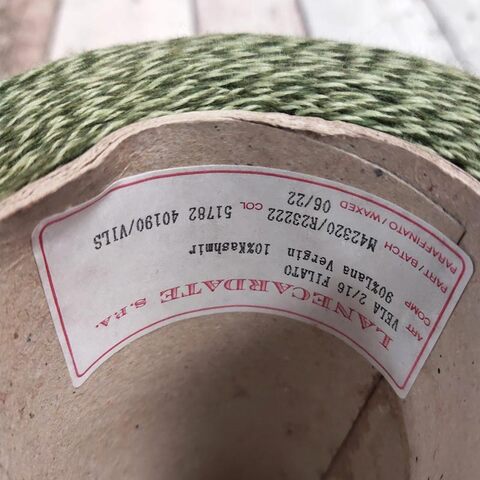 LANECARDATE S.P.A.
ART VELA 2/16 FILATO
COMP 90%Lana Vergin 10%Kashmir
PARTI/BATCH M42320/R23222 COL 51782 40190/VILS
PARAFFINATO / WAXED 06/22